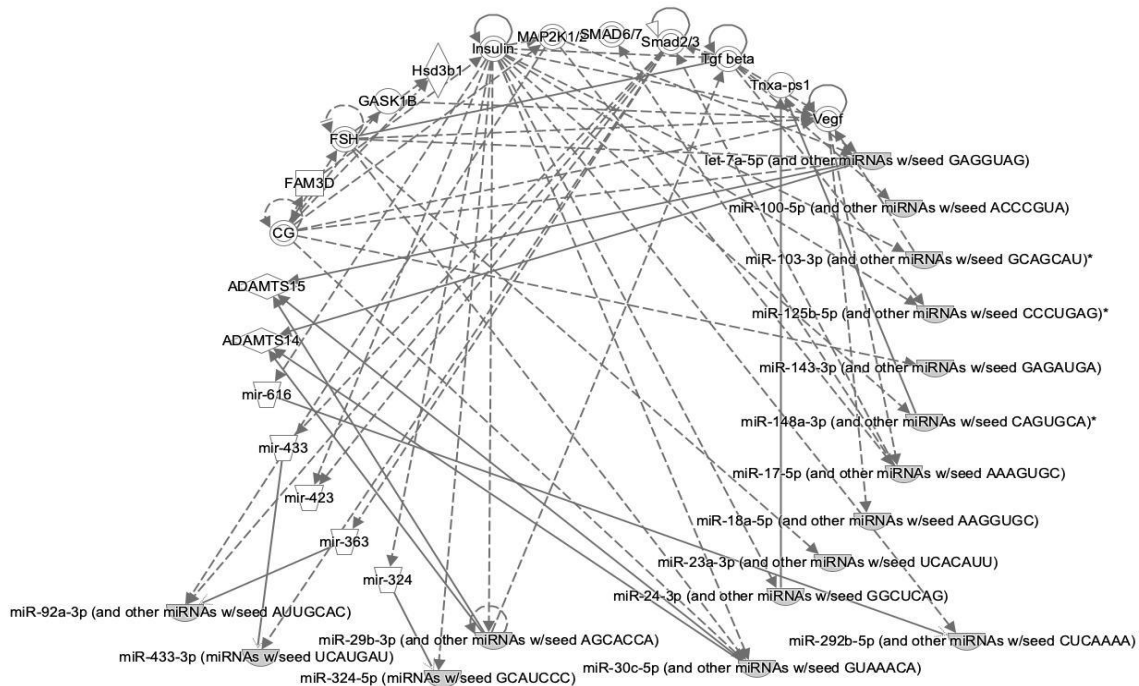 Insulin
MAP2K1/2
SMAD6/7
Smad2/3
Tgf beta
Hsd3b1
Tnxa-ps1
GASK1B
Vegf
FSH
let-7a-5p (and other miRNAs w/seed GAGGUAG)
FAM3D
miR-100-5p (and other miRNAs w/seed ACCCGUA)
CG
miR-103-3p (and other miRNAs w/seed GCAGCAU)*
ADAMTS15
miR-125b-5p (and other miRNAs w/seed CCCUGAG)*
ADAMTS14
miR-143-3p (and other miRNAs w/seed GAGAUGA)
mir-616
miR-148a-3p (and other miRNAs w/seed CAGUGCA)*
mir-433
miR-17-5p (and other miRNAs w/seed AAAGUGC)
mir-423
miR-18a-5p (and other miRNAs w/seed AAGGUGC)
mir-363
miR-23a-3p (and other miRNAs w/seed UCACAUU)
mir-324
miR-24-3p (and other miRNAs w/seed GGCUCAG)
miR-92a-3p (and other miRNAs w/seed AUUGCAC)
miR-29b-3p (and other miRNAs w/seed AGCACCA)
miR-292b-5p (and other miRNAs w/seed CUCAAAA)
miR-433-3p (miRNAs w/seed UCAUGAU)
miR-30c-5p (and other miRNAs w/seed GUAAACA)
miR-324-5p (miRNAs w/seed GCAUCCC)